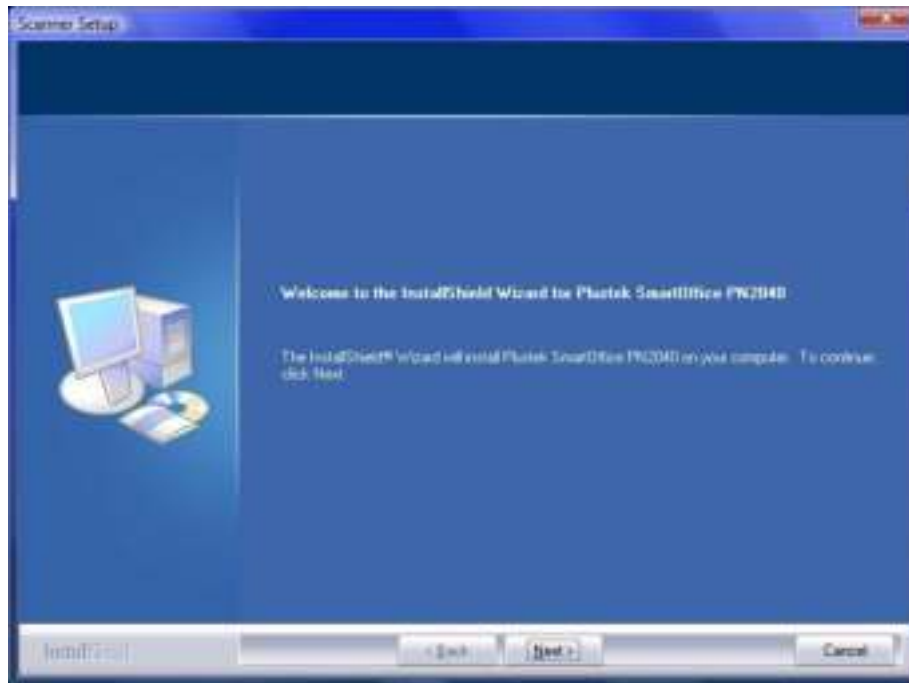 Scanner Setup
Welcome to the InstallShield Wizard for Plustek SmartOffice PN2040
The InstallShield® Wizard will install Plustek SmartOffice PN2040 on your computer. To continue,
click Next.
InstallShield
< Back
Next >
Cancel